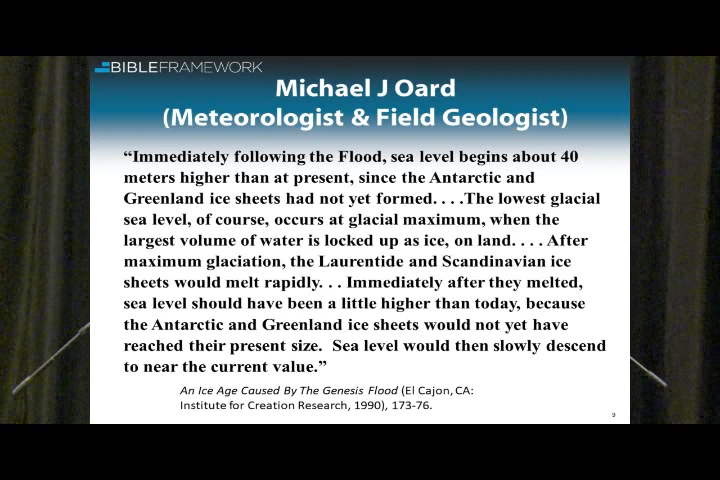 BIBLEFRAMEWORK
Michael J Oard
(Meteorologist & Field Geologist)
“Immediately following the Flood, sea level begins about 40
meters higher than at present, since the Antarctic and
Greenland ice sheets had not yet formed. . . .The lowest glacial
sea level, of course, occurs at glacial maximum, when the
largest volume of water is locked up as ice, on land. . . . After
maximum glaciation, the Laurentide and Scandinavian ice
sheets would melt rapidly. . . Immediately after they melted,
sea level should have been a little higher than today, because
the Antarctic and Greenland ice sheets would not yet have
reached their present size.  Sea level would then slowly descend
to near the current value.”
An Ice Age Caused By The Genesis Flood (El Cajon, CA:
Institute for Creation Research, 1990), 173-76.
9